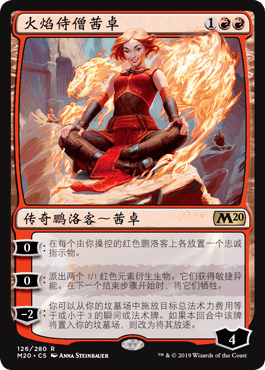 火焰侍僧茜卓 1
传奇鹏洛客～茜卓 M20
0 : 在每个由你操控的红色鹏洛客上各放置一个忠诚
指示物。
0 : 派出两个 1/1 红色元素衍生生物。它们获得敏捷异
能。在下一个结束步骤开始时，将它们牺牲。
-2 : 你可以从你的坟墓场中施放目标总法术力费用等
于或小于 3 的瞬间或法术牌。如果本回合中该牌
将置入你的坟墓场，则改为将其放逐。
4
126/280 R
M20 • CS ANNA STEINBAUER
™ & © 2019 Wizards of the Coast